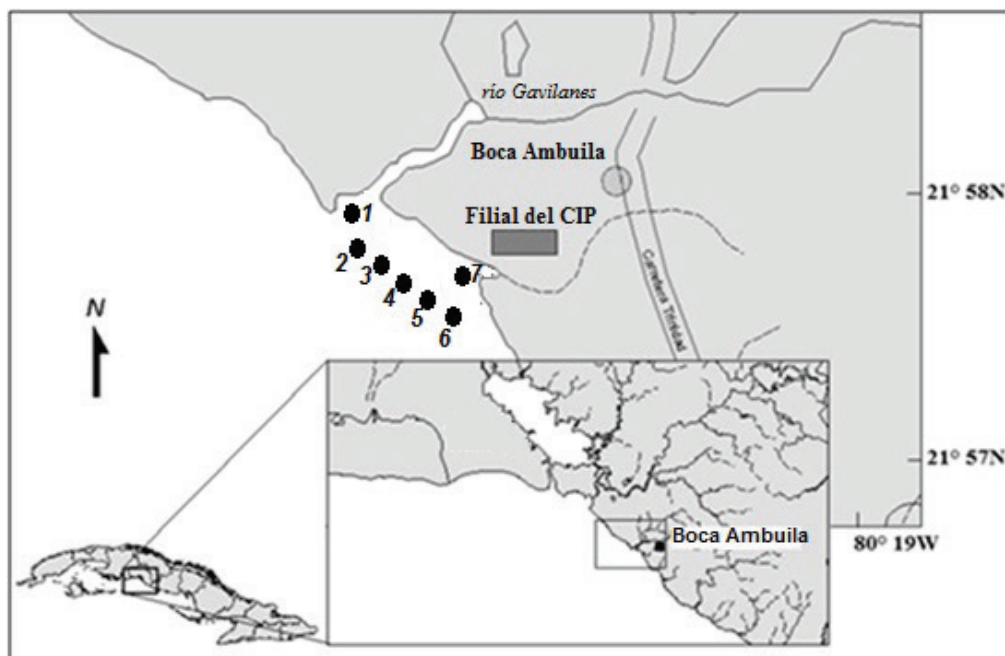 río Gavilanes
Boca Ambuila
21° 58N
Filial del CIP
1
2
3
4
5
6
7
Carretera Trinidad
N
21° 57N
Boca Ambuila
80° 19W